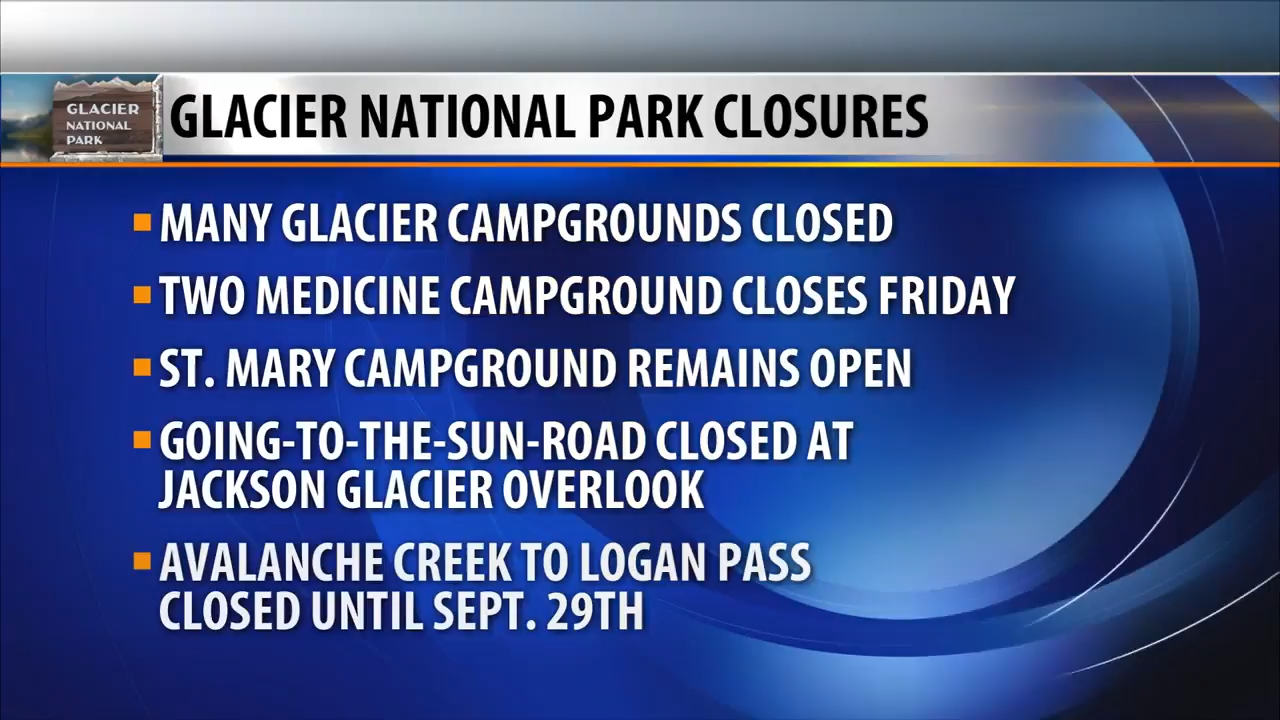 GLACIER
NATIONAL
PARK
GLACIER NATIONAL PARK CLOSURES
MANY GLACIER CAMPGROUNDS CLOSED
TWO MEDICINE CAMPGROUND CLOSES FRIDAY
ST. MARY CAMPGROUND REMAINS OPEN
GOING-TO-THE-SUN-ROAD CLOSED AT
JACKSON GLACIER OVERLOOK
AVALANCHE CREEK TO LOGAN PASS
CLOSED UNTIL SEPT. 29TH